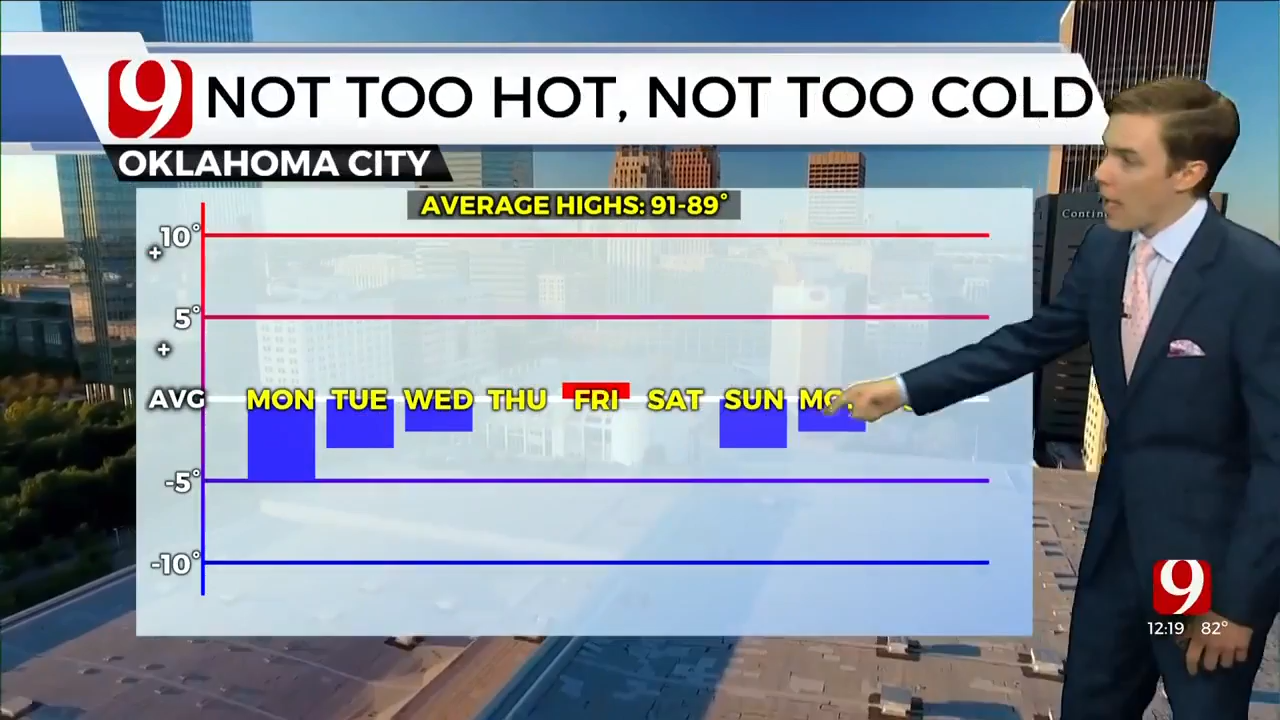 9 NOT TOO HOT, NOT TOO COLD
OKLAHOMA CITY
AVERAGE HIGHS: 91-89°
+10°
5°
+
AVG MON TUE WED THU FRI SAT SUN
-5°
-10°
9
12:19 82°